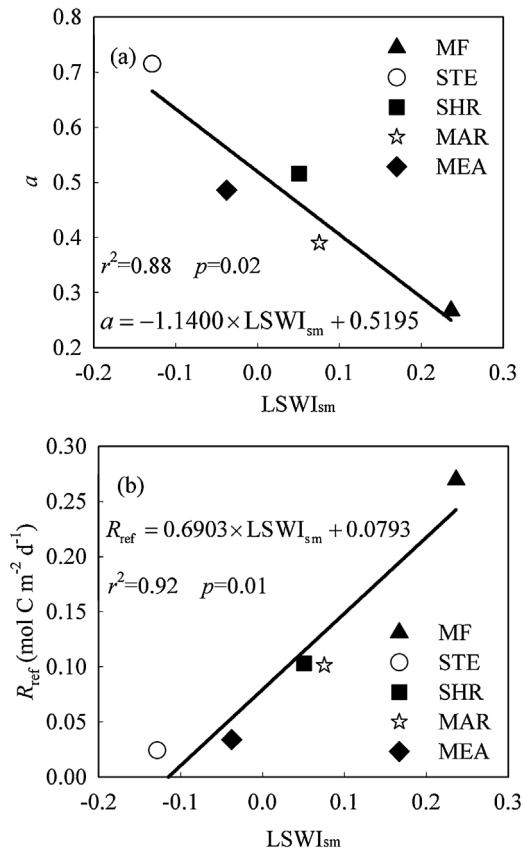 0.8
(a)
MF
0.7
STE
0.6
SHR
MAR
a
0.5
MEA
0.4
r²=0.88 p=0.02
0.3
a = −1.1400×LSWIsm + 0.5195
0.2
-0.2 -0.1 0.0 0.1 0.2 0.3
LSWIsm
0.30
(b)
0.25
Rref = 0.6903×LSWIsm + 0.0793
0.20
r²=0.92 p=0.01
Rref (mol C m⁻² d⁻¹)
0.15
MF
0.10
STE
SHR
0.05
MAR
MEA
0.00
-0.2 -0.1 0.0 0.1 0.2 0.3
LSWIsm